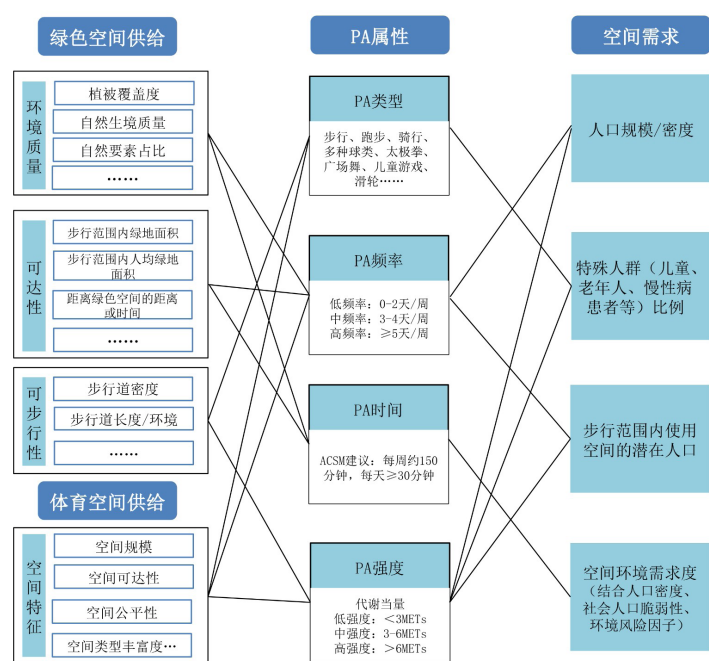 绿色空间供给
环境质量
植被覆盖度
自然生境质量
自然要素占比
……
可达性
步行范围内绿地面积
步行范围内人均绿地
面积
距离绿色空间的距离
或时间
……
可步行性
步行道密度
步行道长度/环境
……
体育空间供给
空间特征
空间规模
空间可达性
空间公平性
空间类型丰富度…
PA属性
PA类型
步行、跑步、骑行、
多种球类、太极拳、
广场舞、儿童游戏、
滑轮……
PA频率
低频率：0-2天/周
中频率：3-4天/周
高频率：≥5天/周
PA时间
ACSM建议：每周约150
分钟，每天≥30分钟
PA强度
代谢当量
低强度：＜3METs
中强度：3-6METs
高强度：＞6METs
空间需求
人口规模/密度
特殊人群（儿童、
老年人、慢性病
患者等）比例
步行范围内使用
空间的潜在人口
空间环境需求度
（结合人口密度、
社会人口脆弱性、
环境风险因子）